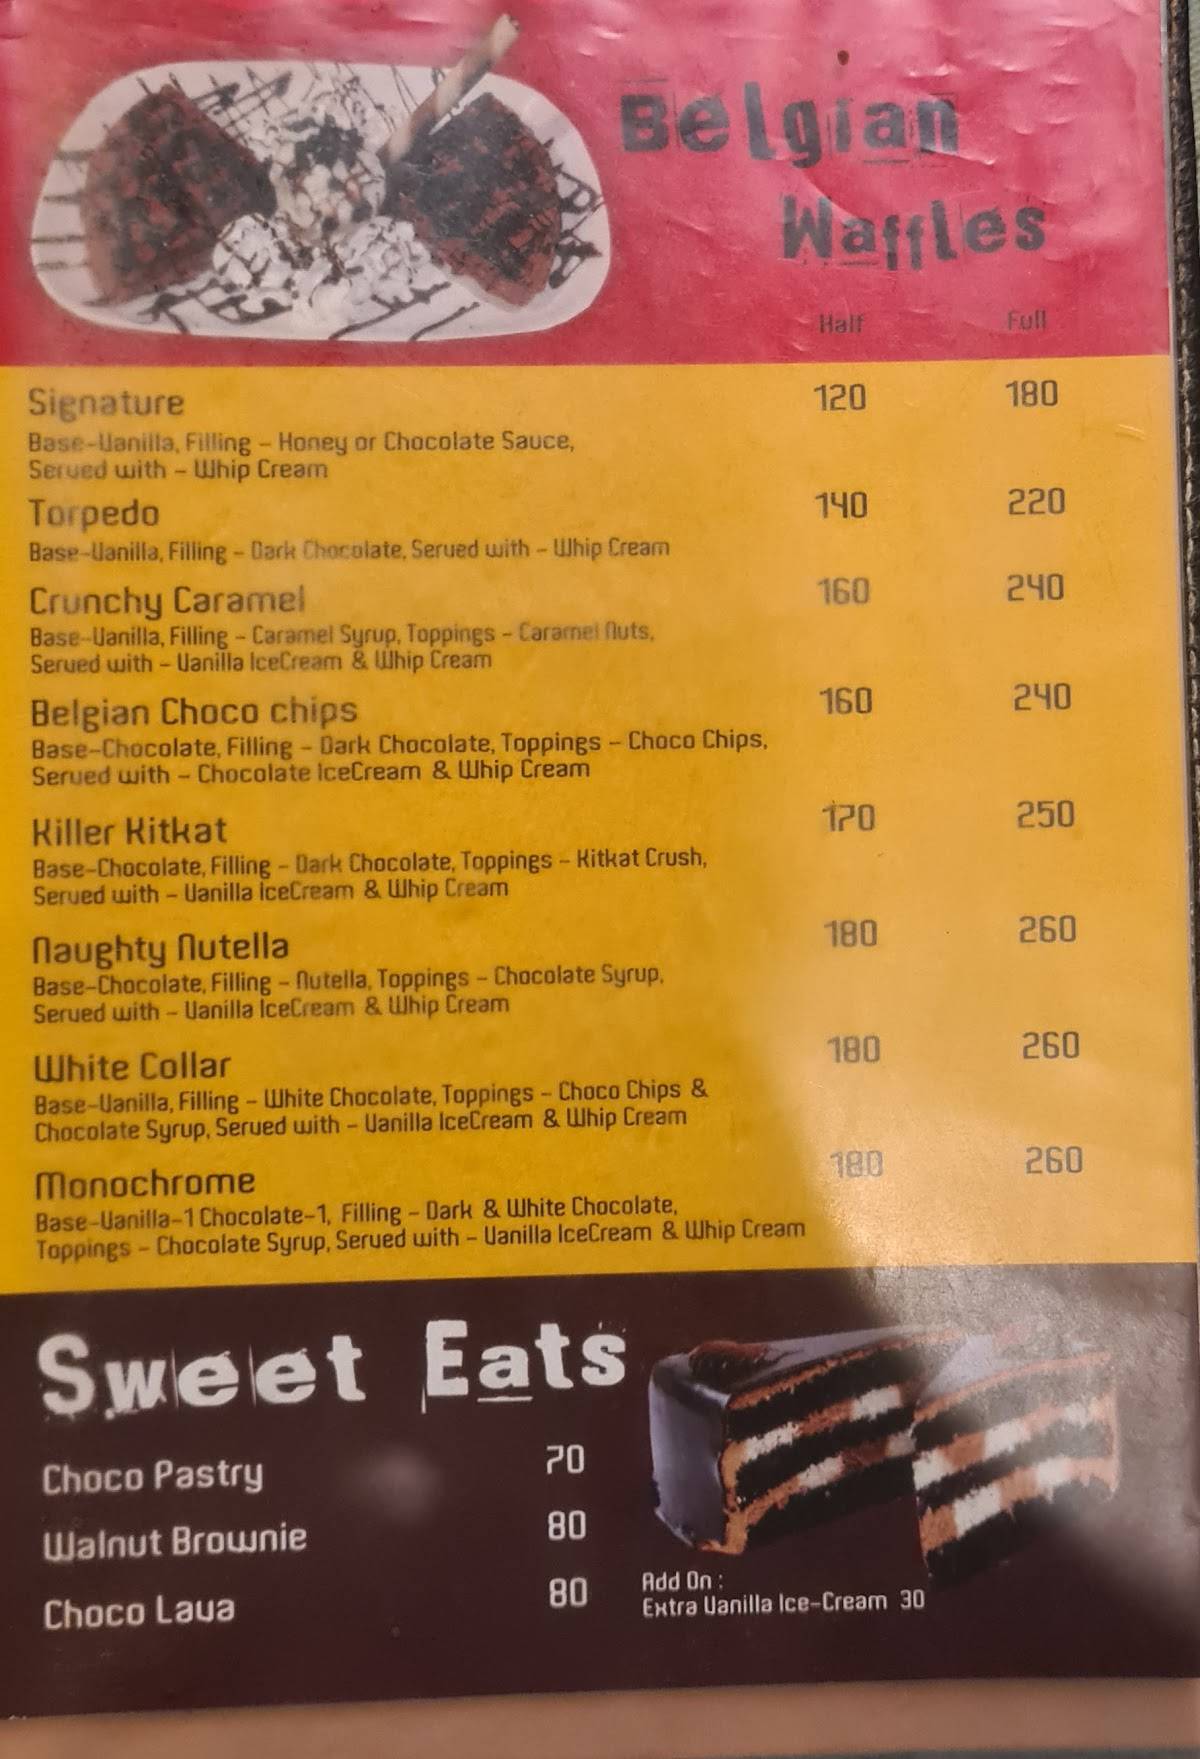 Belgian
Waffles
Half Full
Signature 120 180
Base-Vanilla, Filling - Honey or Chocolate Sauce,
Served with - Whip Cream
Torpedo 140 220
Base-Vanilla, Filling - Dark Chocolate, Served with - Whip Cream
Crunchy Caramel 160 240
Base-Vanilla, Filling - Caramel Syrup, Toppings - Caramel Nuts,
Served with - Vanilla IceCream & Whip Cream
Belgian Choco chips 160 240
Base-Chocolate, Filling - Dark Chocolate, Toppings - Choco Chips,
Served with - Chocolate IceCream & Whip Cream
Killer Kitkat 170 250
Base-Chocolate, Filling - Dark Chocolate, Toppings - Kitkat Crush,
Served with - Vanilla IceCream & Whip Cream
Naughty Nutella 180 260
Base-Chocolate, Filling - Nutella, Toppings - Chocolate Syrup,
Served with - Vanilla IceCream & Whip Cream
White Collar 180 260
Base-Vanilla, Filling - White Chocolate, Toppings - Choco Chips &
Chocolate Syrup, Served with - Vanilla IceCream & Whip Cream
Monochrome 180 260
Base-Vanilla-1 Chocolate-1, Filling - Dark & White Chocolate,
Toppings - Chocolate Syrup, Served with - Vanilla IceCream & Whip Cream
Sweet Eats
Choco Pastry 70
Walnut Brownie 80
Choco Lava 80
Add On :
Extra Vanilla Ice-Cream 30